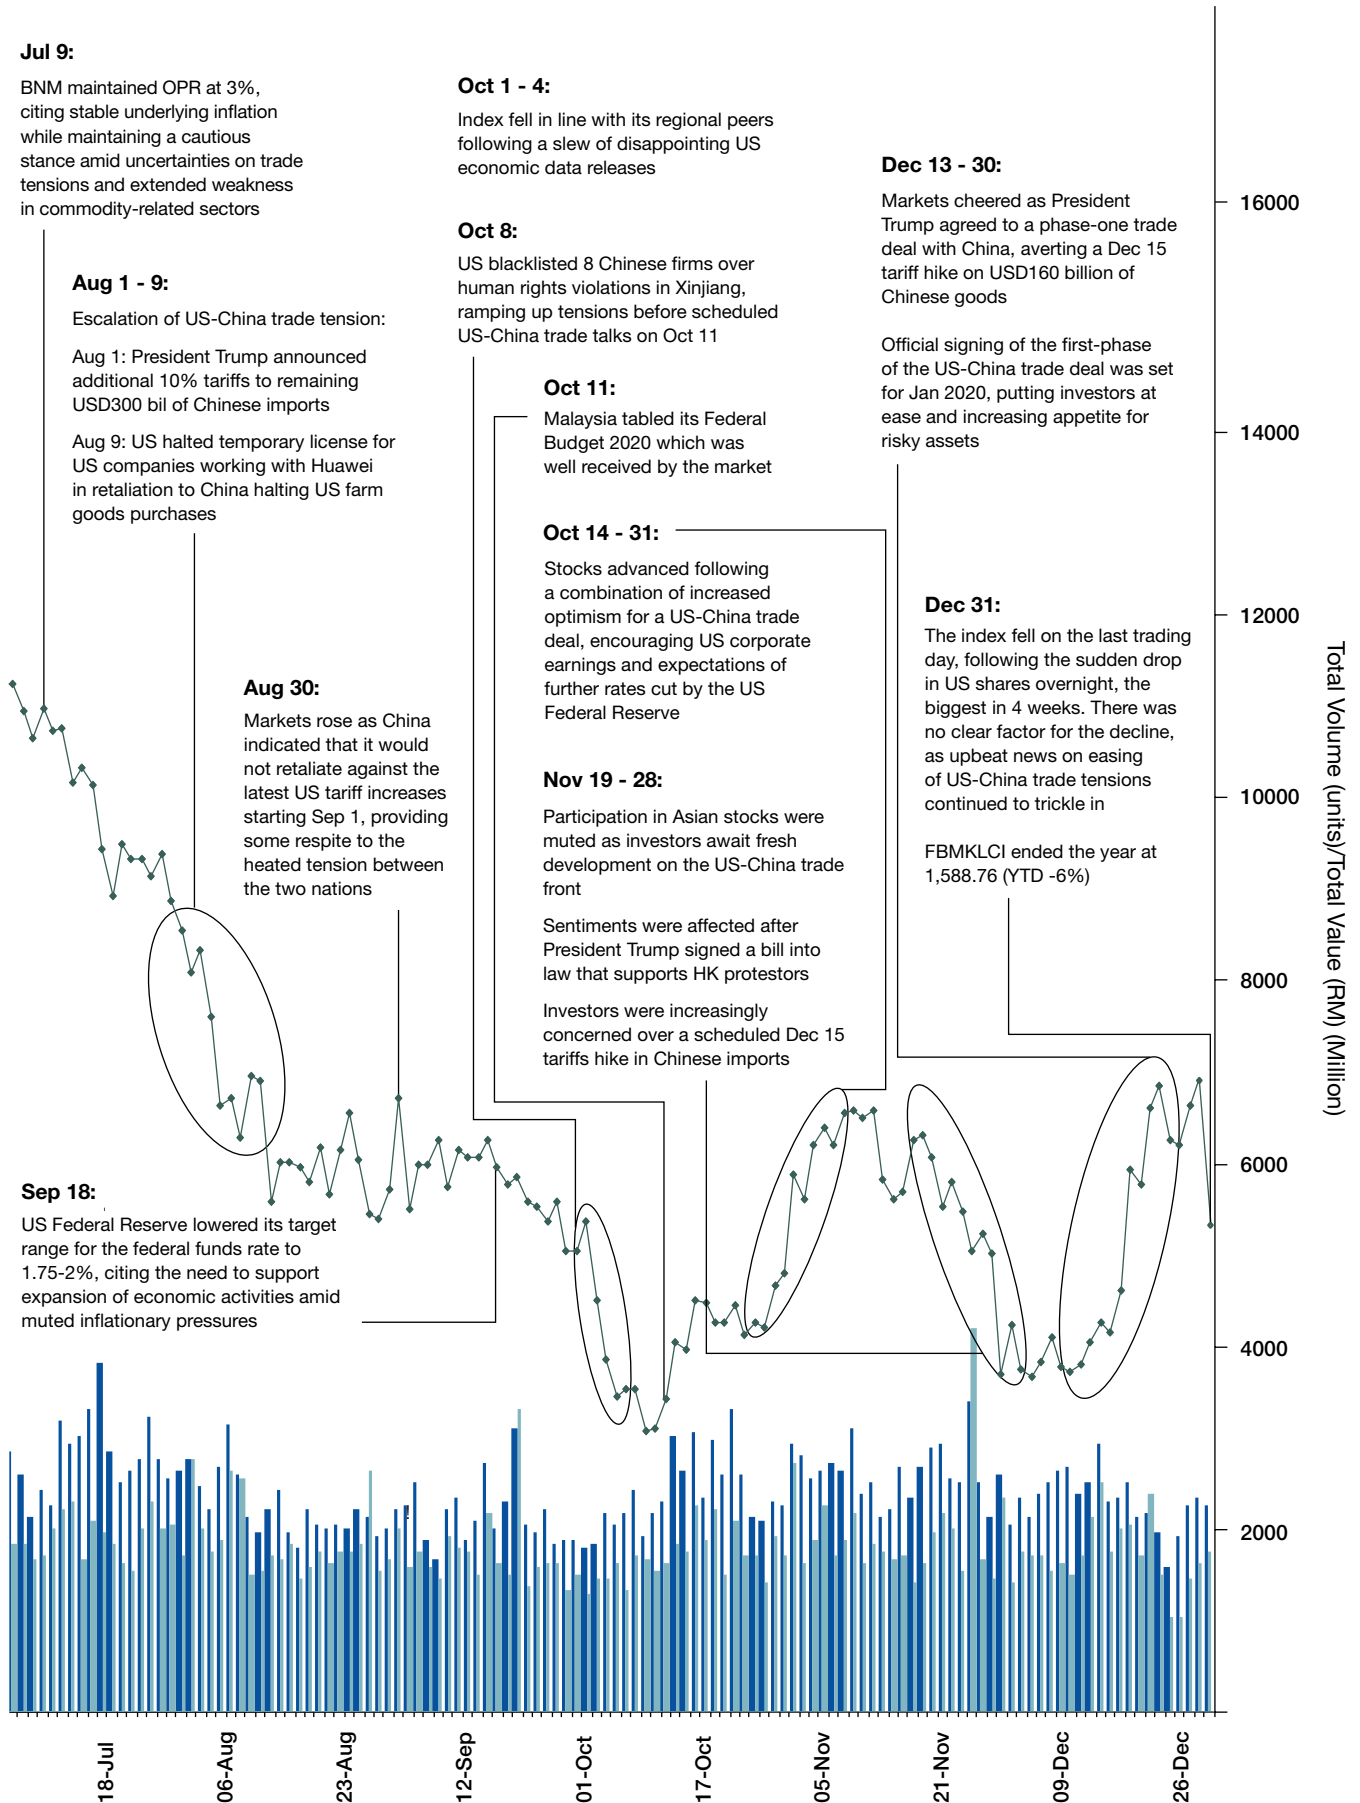 Jul 9:
BNM maintained OPR at 3%,
citing stable underlying inflation
while maintaining a cautious
stance amid uncertainties on trade
tensions and extended weakness
in commodity-related sectors
Aug 1 - 9:
Escalation of US-China trade tension:
Aug 1: President Trump announced
additional 10% tariffs to remaining
USD300 bil of Chinese imports
Aug 9: US halted temporary license for
US companies working with Huawei
in retaliation to China halting US farm
goods purchases
Aug 30:
Markets rose as China
indicated that it would
not retaliate against the
latest US tariff increases
starting Sep 1, providing
some respite to the
heated tension between
the two nations
Sep 18:
US Federal Reserve lowered its target
range for the federal funds rate to
1.75-2%, citing the need to support
expansion of economic activities amid
muted inflationary pressures
Oct 1 - 4:
Index fell in line with its regional peers
following a slew of disappointing US
economic data releases
Oct 8:
US blacklisted 8 Chinese firms over
human rights violations in Xinjiang,
ramping up tensions before scheduled
US-China trade talks on Oct 11
Oct 11:
Malaysia tabled its Federal
Budget 2020 which was
well received by the market
Oct 14 - 31:
Stocks advanced following
a combination of increased
optimism for a US-China trade
deal, encouraging US corporate
earnings and expectations of
further rates cut by the US
Federal Reserve
Nov 19 - 28:
Participation in Asian stocks were
muted as investors await fresh
development on the US-China trade
front
Sentiments were affected after
President Trump signed a bill into
law that supports HK protestors
Investors were increasingly
concerned over a scheduled Dec 15
tariffs hike in Chinese imports
Dec 13 - 30:
Markets cheered as President
Trump agreed to a phase-one trade
deal with China, averting a Dec 15
tariff hike on USD160 billion of
Chinese goods
Official signing of the first-phase
of the US-China trade deal was set
for Jan 2020, putting investors at
ease and increasing appetite for
risky assets
Dec 31:
The index fell on the last trading
day, following the sudden drop
in US shares overnight, the
biggest in 4 weeks. There was
no clear factor for the decline,
as upbeat news on easing
of US-China trade tensions
continued to trickle in
FBMKLCI ended the year at
1,588.76 (YTD -6%)
16000
14000
12000
10000
8000
6000
4000
2000
Total Volume (units)/Total Value (RM) (Million)
18-Jul
06-Aug
23-Aug
12-Sep
01-Oct
17-Oct
05-Nov
21-Nov
09-Dec
26-Dec